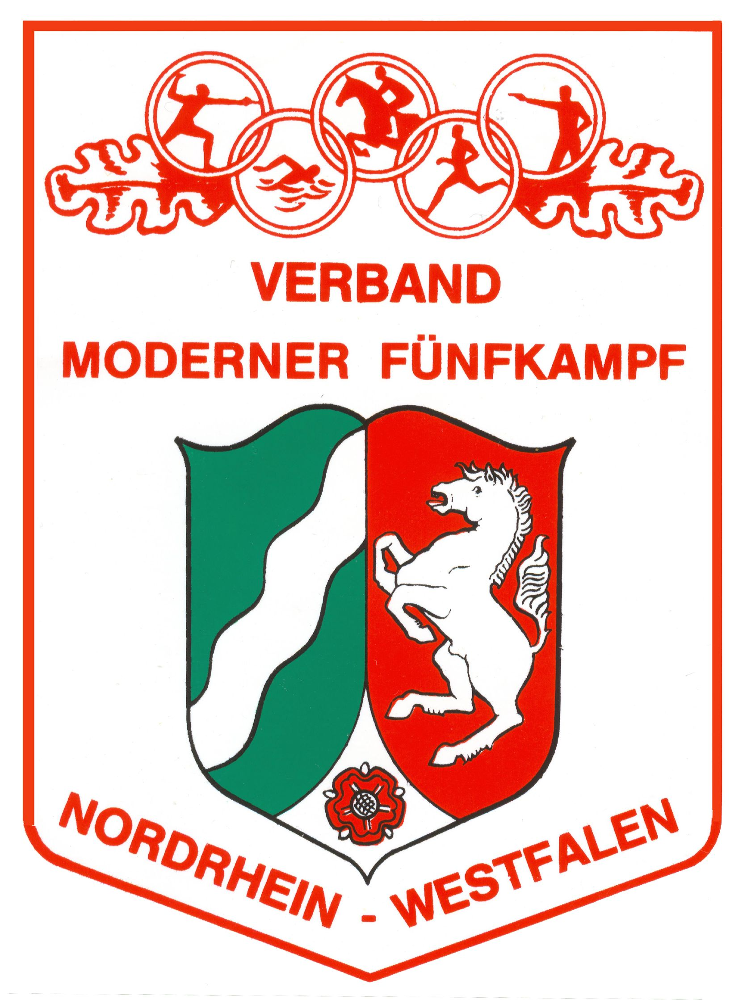 VERBAND
MODERNER FÜNFKAMPF
NORDRHEIN - WESTFALEN